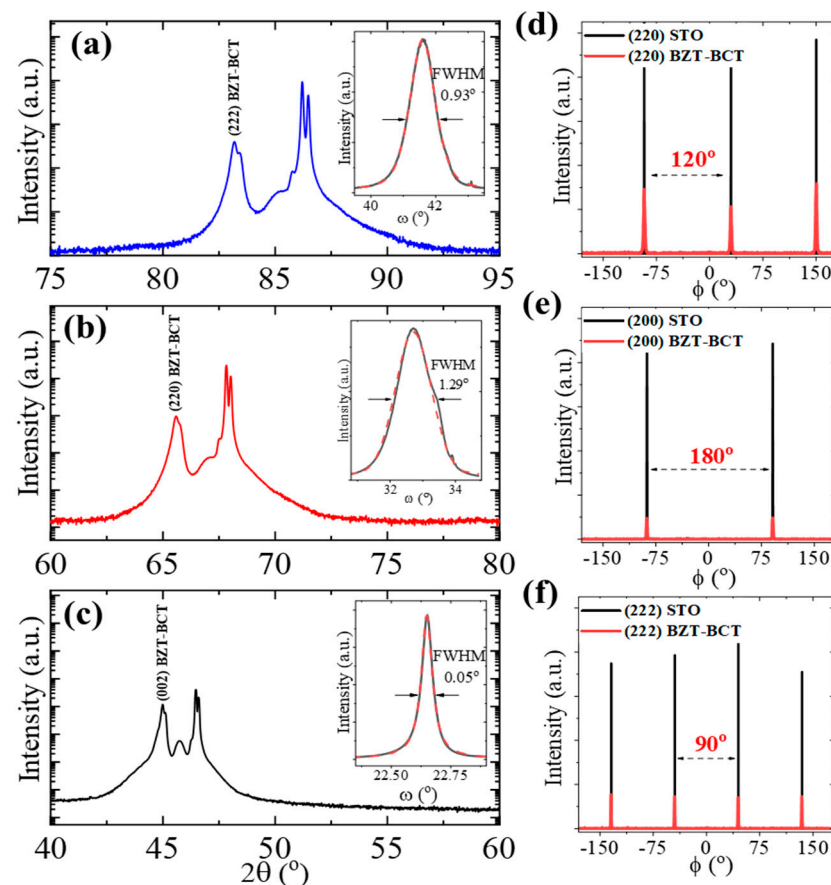 (a)
(222) BZT-BCT
Intensity (a.u.)
75 80 85 90 95
Intensity (a.u.)
FWHM
0.93°
40 42
ω (°)
(b)
(220) BZT-BCT
Intensity (a.u.)
60 65 70 75 80
Intensity (a.u.)
FWHM
1.29°
32 34
ω (°)
(c)
(002) BZT-BCT
Intensity (a.u.)
40 45 50 55 60
2θ (°)
Intensity (a.u.)
FWHM
0.05°
22.50 22.75
ω (°)
(d)
(220) STO
(220) BZT-BCT
Intensity (a.u.)
120°
-150 -75 0 75 150
ϕ (°)
(e)
(200) STO
(200) BZT-BCT
Intensity (a.u.)
180°
-150 -75 0 75 150
ϕ (°)
(f)
(222) STO
(222) BZT-BCT
Intensity (a.u.)
90°
-150 -75 0 75 150
ϕ (°)